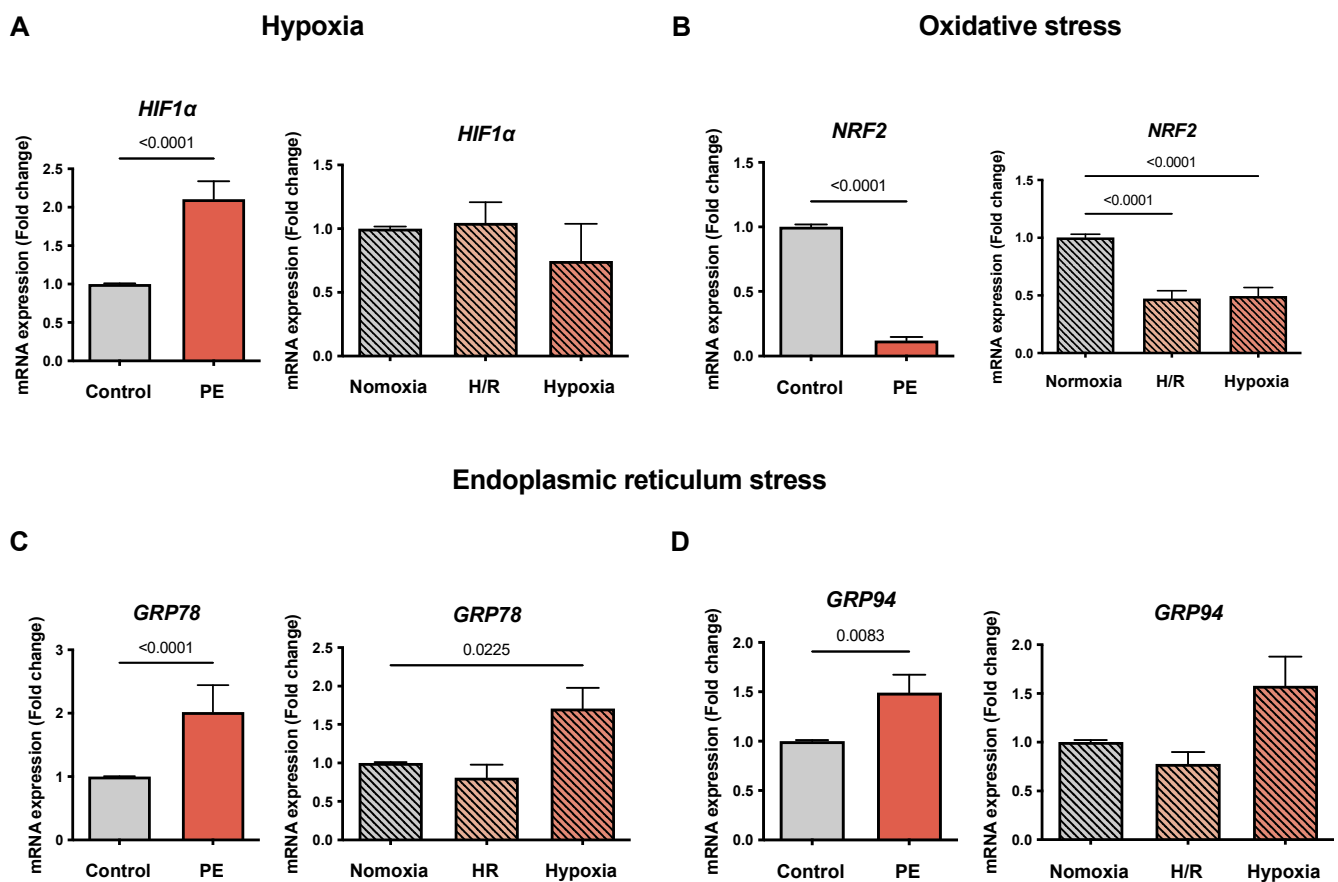 A
Hypoxia
B
Oxidative stress
HIF1α
<0.0001
mRNA expression (Fold change)
2.5
2.0
1.5
1.0
0.5
0.0
Control
PE
HIF1α
mRNA expression (Fold change)
1.5
1.0
0.5
0.0
Nomoxia
H/R
Hypoxia
NRF2
<0.0001
mRNA expression (Fold change)
1.5
1.0
0.5
0.0
Control
PE
NRF2
<0.0001
<0.0001
mRNA expression (Fold change)
1.5
1.0
0.5
0.0
Normoxia
H/R
Hypoxia
Endoplasmic reticulum stress
C
D
GRP78
<0.0001
mRNA expression (Fold change)
3
2
1
0
Control
PE
GRP78
0.0225
mRNA expression (Fold change)
2.5
2.0
1.5
1.0
0.5
0.0
Nomoxia
HR
Hypoxia
GRP94
0.0083
mRNA expression (Fold change)
2.0
1.5
1.0
0.5
0.0
Control
PE
GRP94
mRNA expression (Fold change)
2.0
1.5
1.0
0.5
0.0
Nomoxia
H/R
Hypoxia